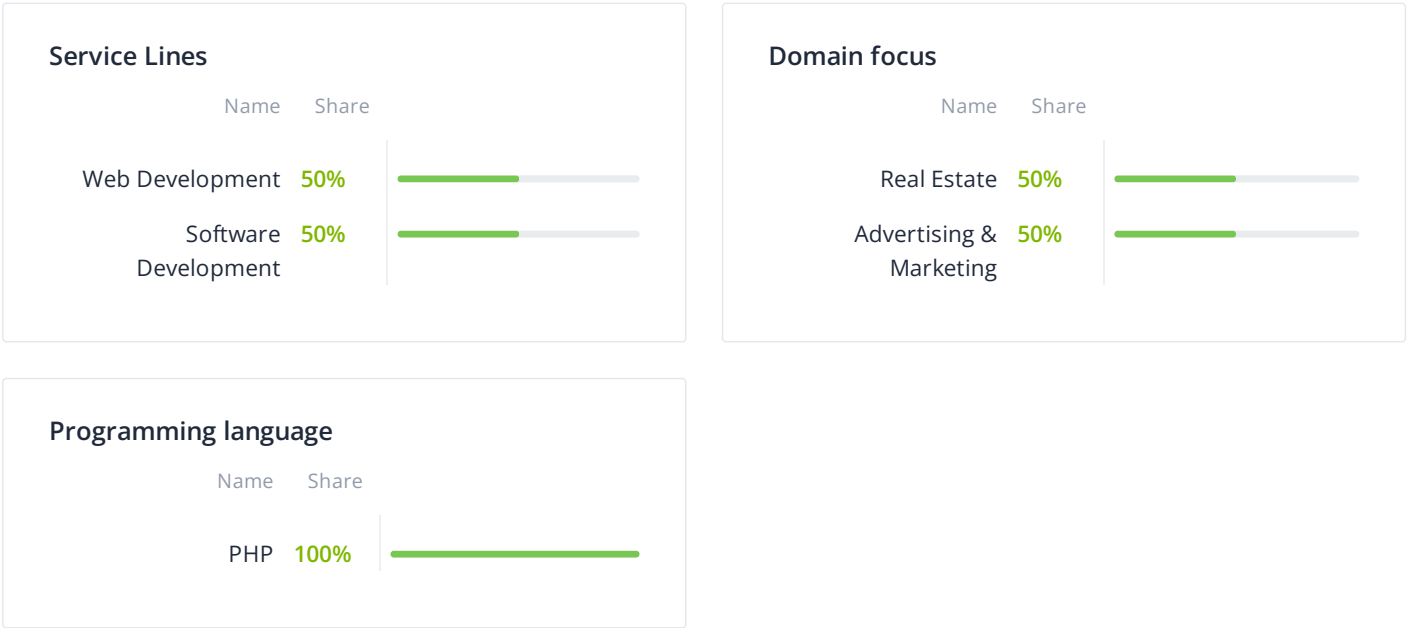 Service Lines
Name Share
Web Development 50%
Software 50%
Development
Domain focus
Name Share
Real Estate 50%
Advertising & 50%
Marketing
Programming language
Name Share
PHP 100%